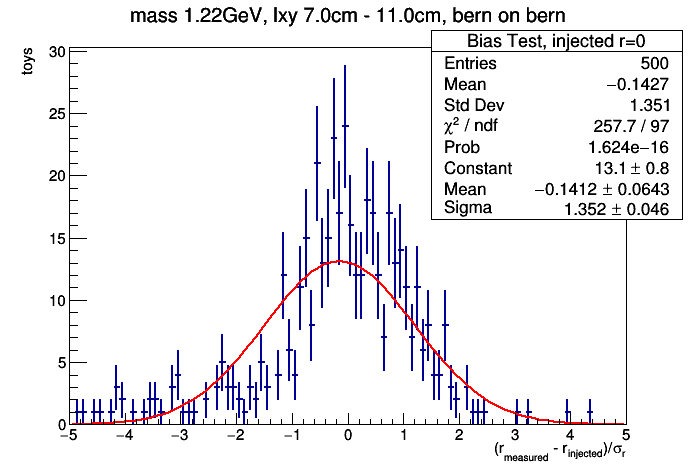 mass 1.22GeV, lxy 7.0cm - 11.0cm, bern on bern
Bias Test, injected r=0
Entries 500
Mean −0.1427
Std Dev 1.351
χ² / ndf 257.7 / 97
Prob 1.624e−16
Constant 13.1 ± 0.8
Mean −0.1412 ± 0.0643
Sigma 1.352 ± 0.046
toys
30
25
20
15
10
5
0
−5 −4 −3 −2 −1 0 1 2 3 4 5
(r_measured - r_injected)/σ_r